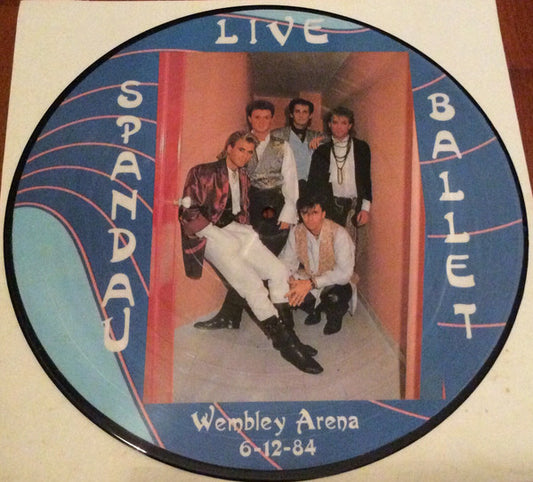 LIVE
SPANDAU
BALLET
Wembley Arena
6-12-84